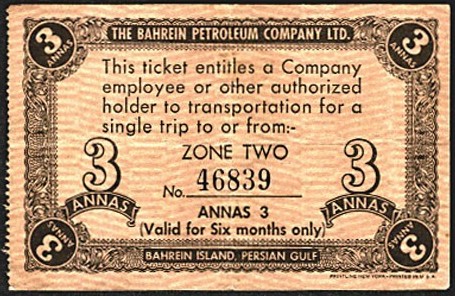 3 ANNAS THE BAHREIN PETROLEUM COMPANY LTD. 3 ANNAS
This ticket entitles a Company
employee or other authorized
holder to transportation for a
single trip to or from:-
ZONE TWO
3 ANNAS No. 46839 3 ANNAS
ANNAS 3
(Valid for Six months only)
3 ANNAS BAHREIN ISLAND, PERSIAN GULF 3 ANNAS